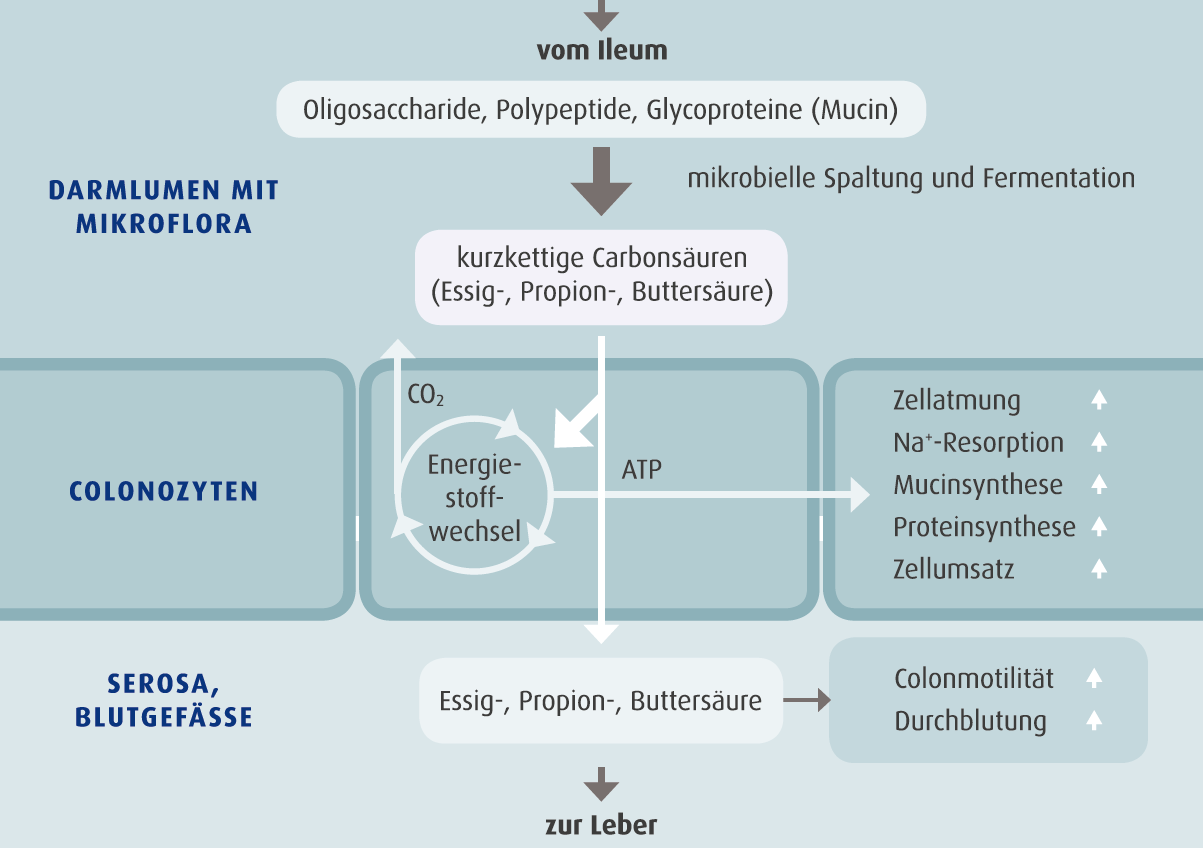 vom Ileum
Oligosaccharide, Polypeptide, Glycoproteine (Mucin)
mikrobielle Spaltung und Fermentation
DARMLUMEN MIT
MIKROFLORA
kurzkettige Carbonsäuren
(Essig-, Propion-, Buttersäure)
CO₂
Energie-
stoff-
wechsel
ATP
COLONOZYTEN
Zellatmung
Na⁺-Resorption
Mucinsynthese
Proteinsynthese
Zellumsatz
SEROSA,
BLUTGEFÄSSE
Essig-, Propion-, Buttersäure
Colonmotilität
Durchblutung
zur Leber